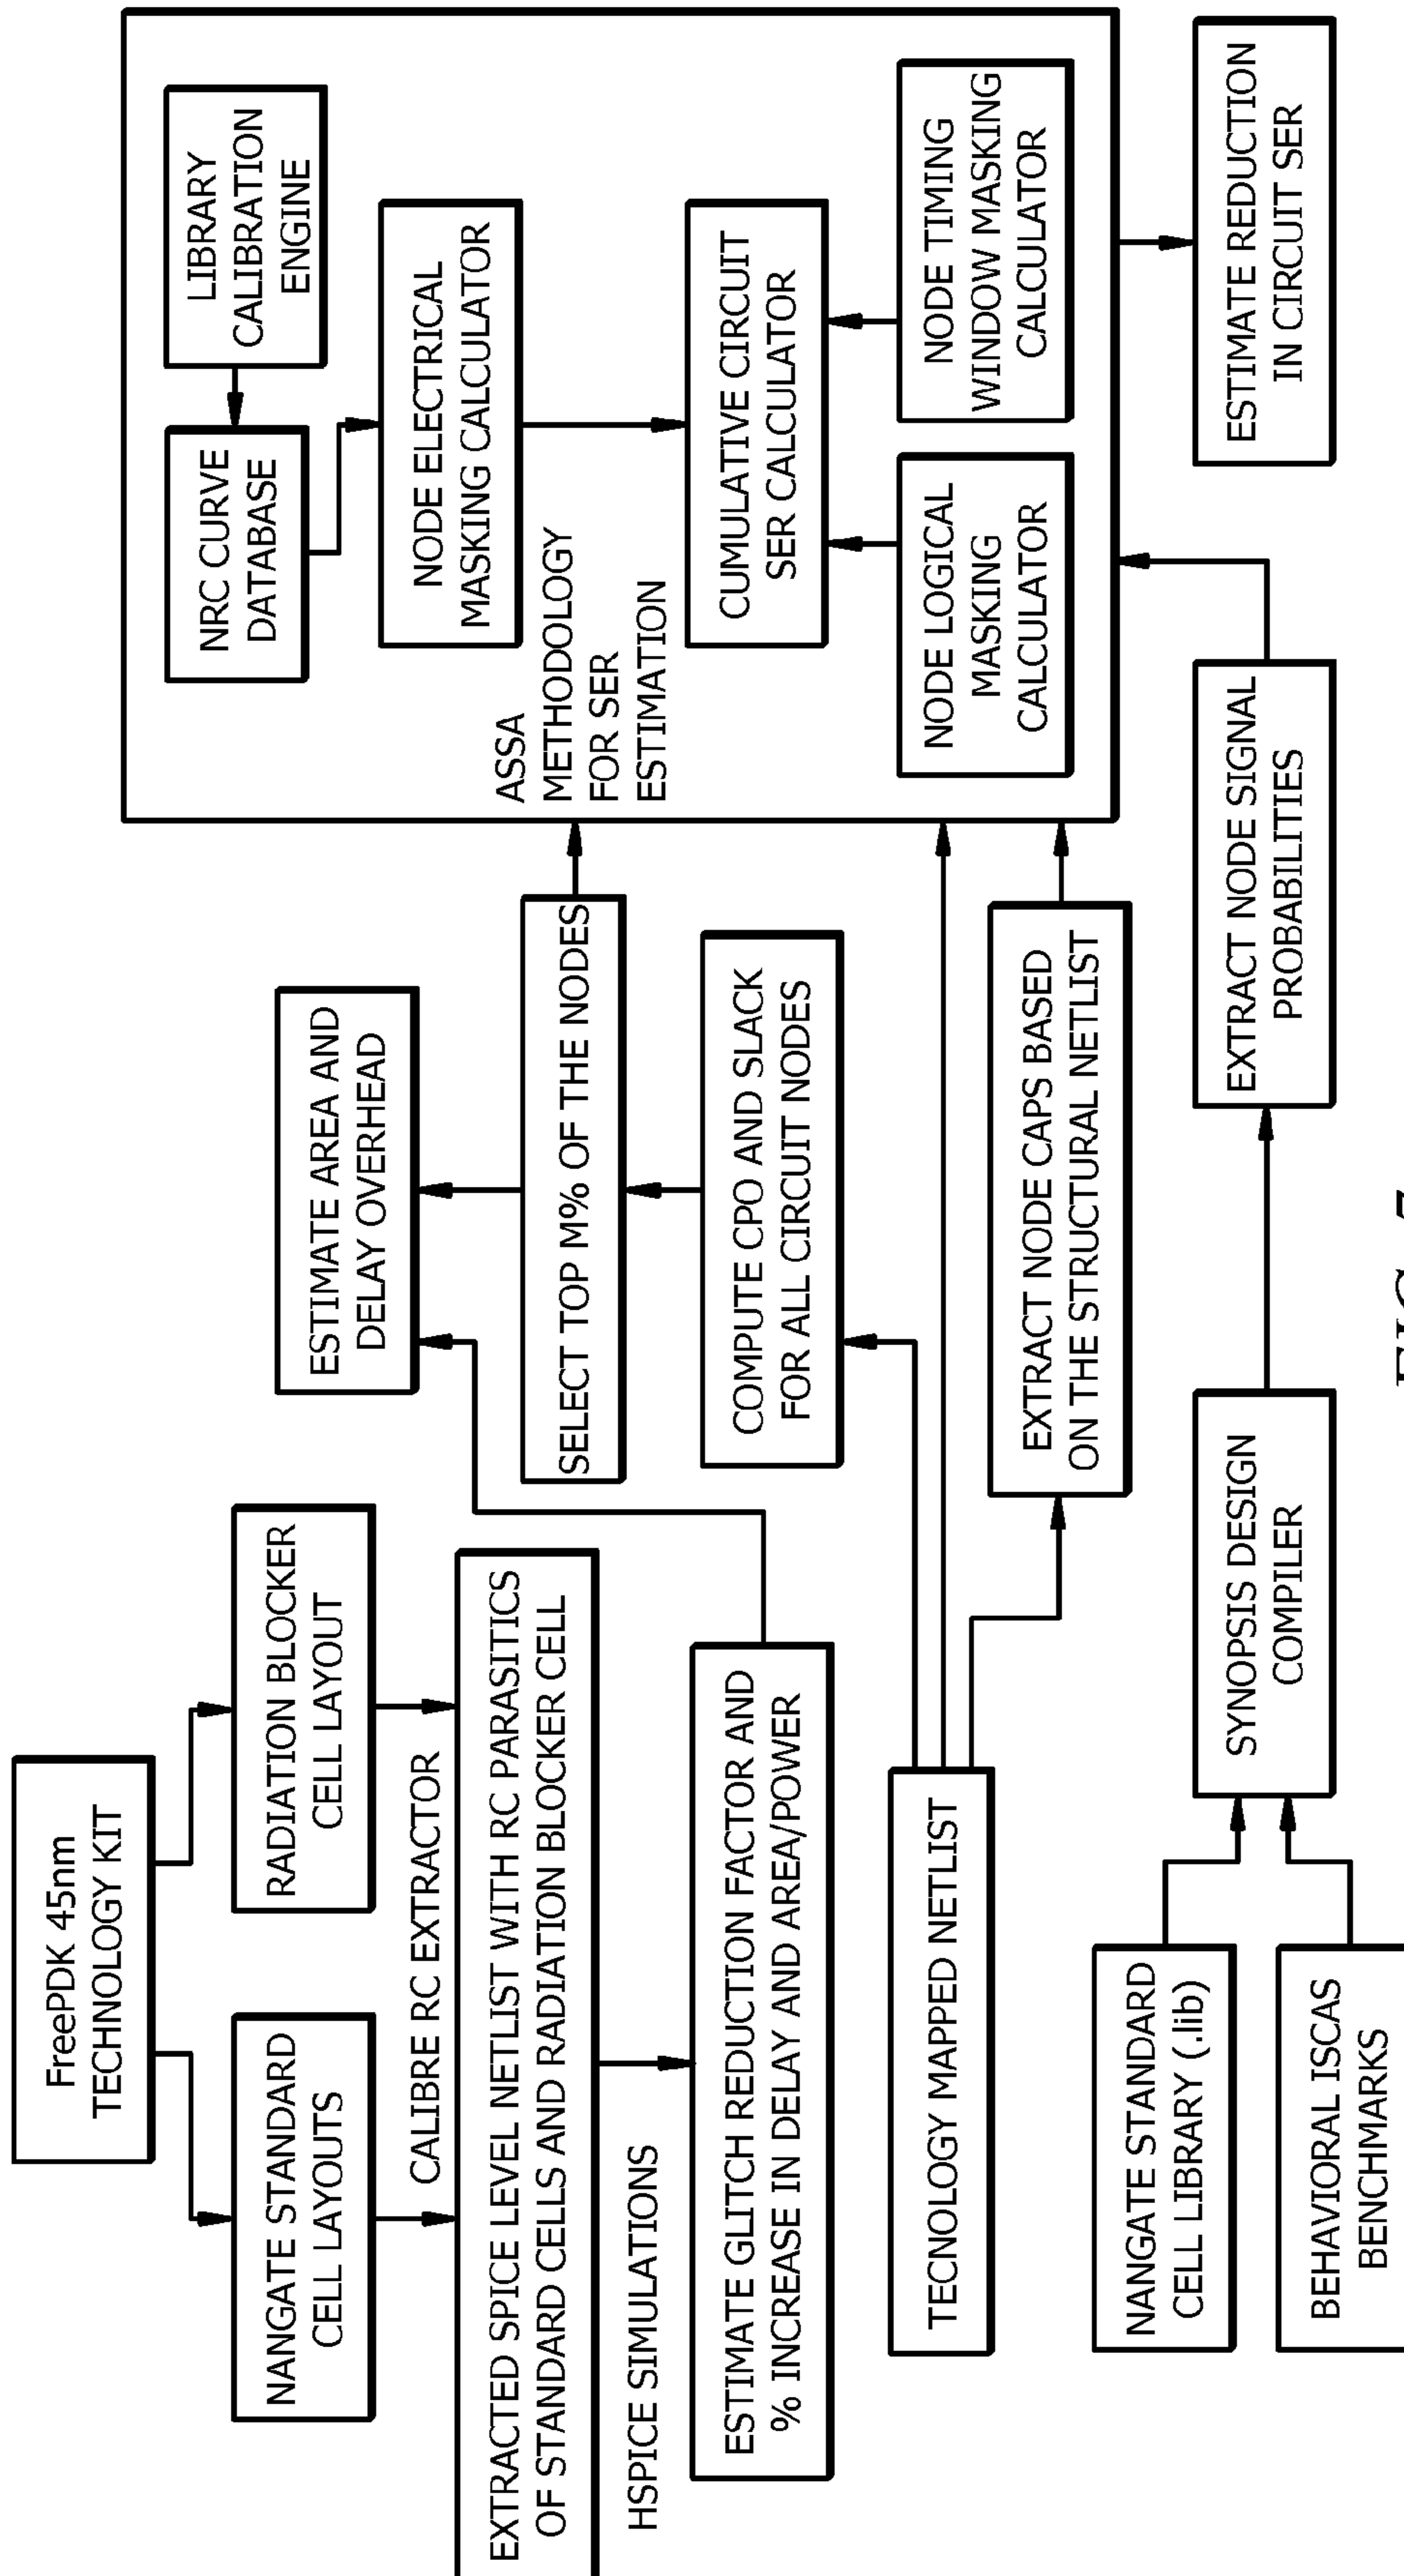 FreePDK 45nm
TECHNOLOGY KIT
NANGATE STANDARD
CELL LAYOUTS
RADIATION BLOCKER
CELL LAYOUT
CALIBRE RC EXTRACTOR
EXTRACTED SPICE LEVEL NETLIST WITH RC PARASITICS
OF STANDARD CELLS AND RADIATION BLOCKER CELL
HSPICE SIMULATIONS
ESTIMATE GLITCH REDUCTION FACTOR AND
% INCREASE IN DELAY AND AREA/POWER
TECNOLOGY MAPPED NETLIST
NANGATE STANDARD
CELL LIBRARY (.lib)
BEHAVIORAL ISCAS
BENCHMARKS
SYNOPSIS DESIGN
COMPILER
ESTIMATE AREA AND
DELAY OVERHEAD
SELECT TOP M% OF THE NODES
COMPUTE CPO AND SLACK
FOR ALL CIRCUIT NODES
EXTRACT NODE CAPS BASED
ON THE STRUCTURAL NETLIST
EXTRACT NODE SIGNAL
PROBABILITIES
LIBRARY
CALIBRATION
ENGINE
NRC CURVE
DATABASE
NODE ELECTRICAL
MASKING CALCULATOR
ASSA
METHODOLOGY
FOR SER
ESTIMATION
CUMULATIVE CIRCUIT
SER CALCULATOR
NODE LOGICAL
MASKING
CALCULATOR
NODE TIMING
WINDOW MASKING
CALCULATOR
ESTIMATE REDUCTION
IN CIRCUIT SER